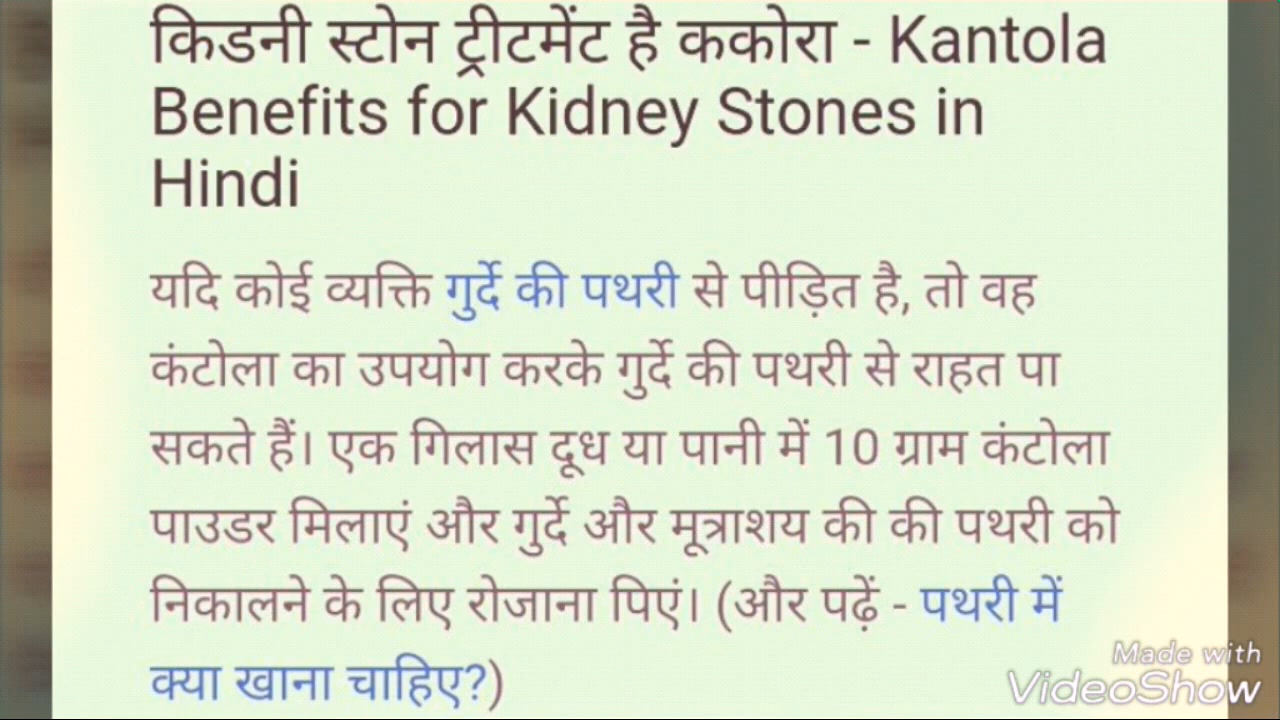 किडनी स्टोन ट्रीटमेंट है ककोरा - Kantola
Benefits for Kidney Stones in
Hindi
यदि कोई व्यक्ति गुर्दे की पथरी से पीड़ित है, तो वह
कंटोला का उपयोग करके गुर्दे की पथरी से राहत पा
सकते हैं। एक गिलास दूध या पानी में 10 ग्राम कंटोला
पाउडर मिलाएं और गुर्दे और मूत्राशय की की पथरी को
निकालने के लिए रोजाना पिएं। (और पढ़ें - पथरी में
क्या खाना चाहिए?)
Made with
VideoShow